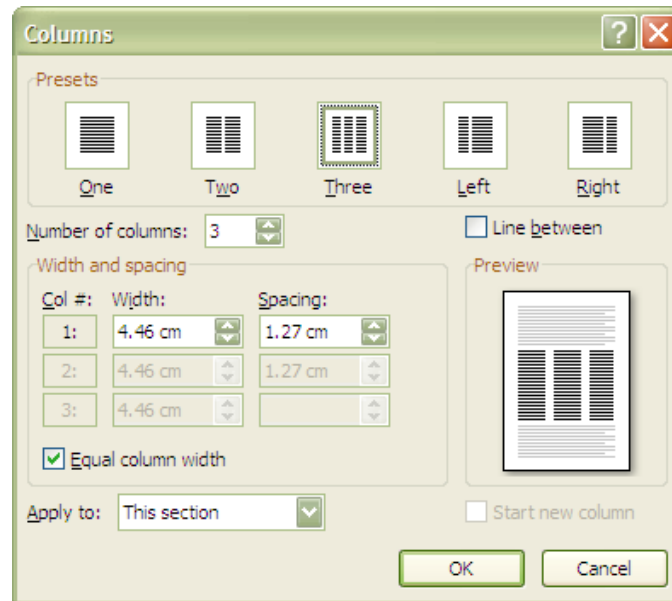 Columns
Presets
One Two Three Left Right
Number of columns: 3 Line between
Width and spacing Preview
Col #: Width: Spacing:
1: 4.46 cm 1.27 cm
2: 4.46 cm 1.27 cm
3: 4.46 cm
Equal column width
Apply to: This section Start new column
OK Cancel